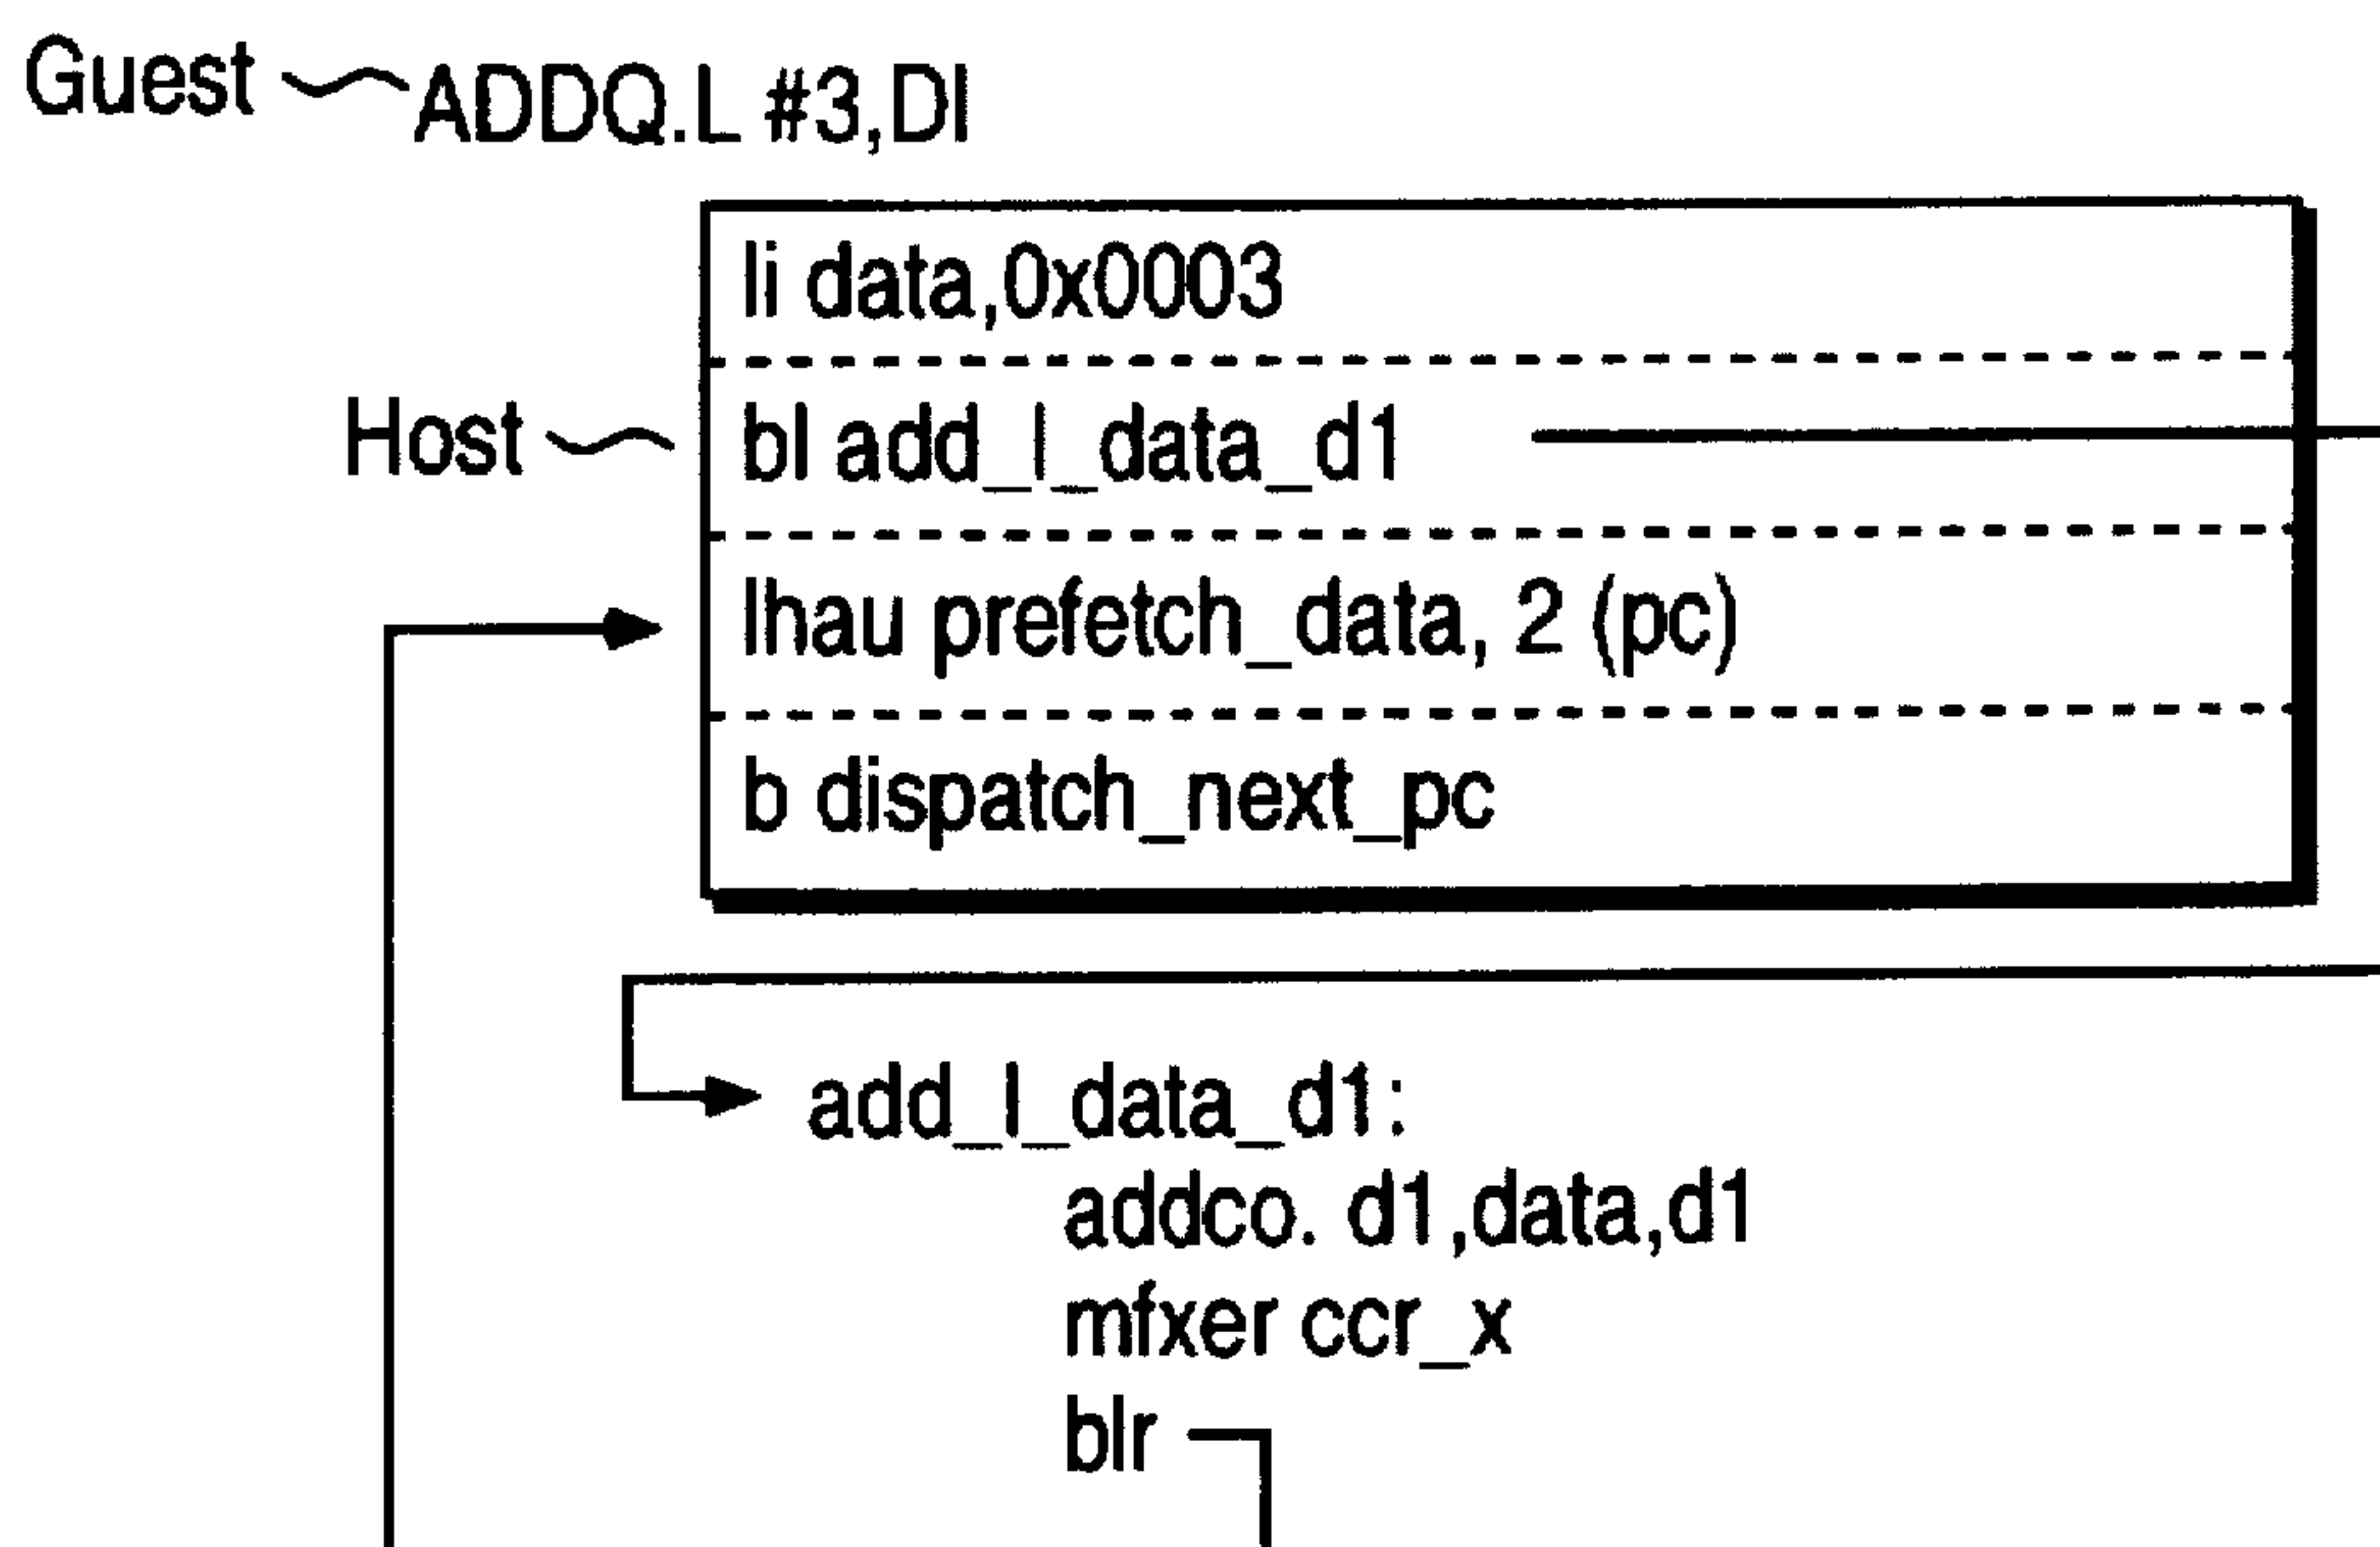 Guest ADDQ.L #3,DI
li data,0x0003
Host bl add_l_data_d1
lhau prefetch_data, 2 (pc)
b dispatch_next_pc
add_l_data_d1:
addco. d1,data,d1
mfxer ccr_x
blr